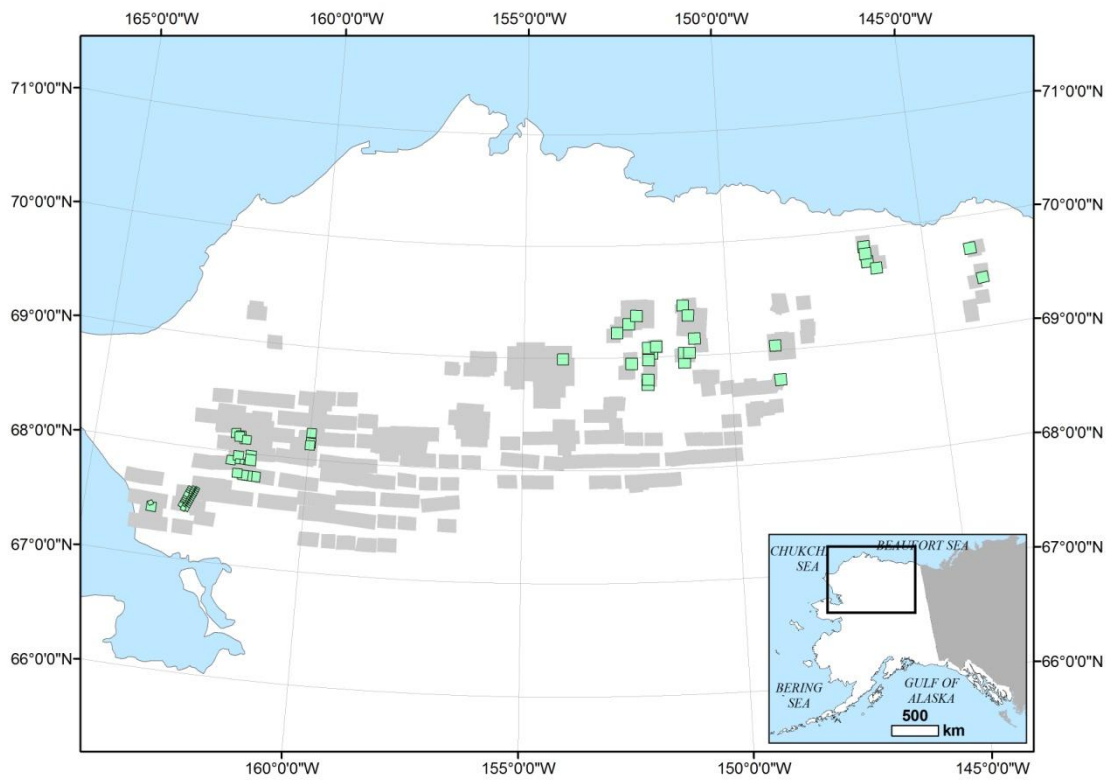 165°0'0"W 160°0'0"W 155°0'0"W 150°0'0"W 145°0'0"W
71°0'0"N 71°0'0"N
70°0'0"N 70°0'0"N
69°0'0"N 69°0'0"N
68°0'0"N 68°0'0"N
67°0'0"N 67°0'0"N
66°0'0"N 66°0'0"N
CHUKCH
SEA
BEAUFORT SEA
BERING
SEA
GULF OF
ALASKA
500
km
160°0'0"W 155°0'0"W 150°0'0"W 145°0'0"W